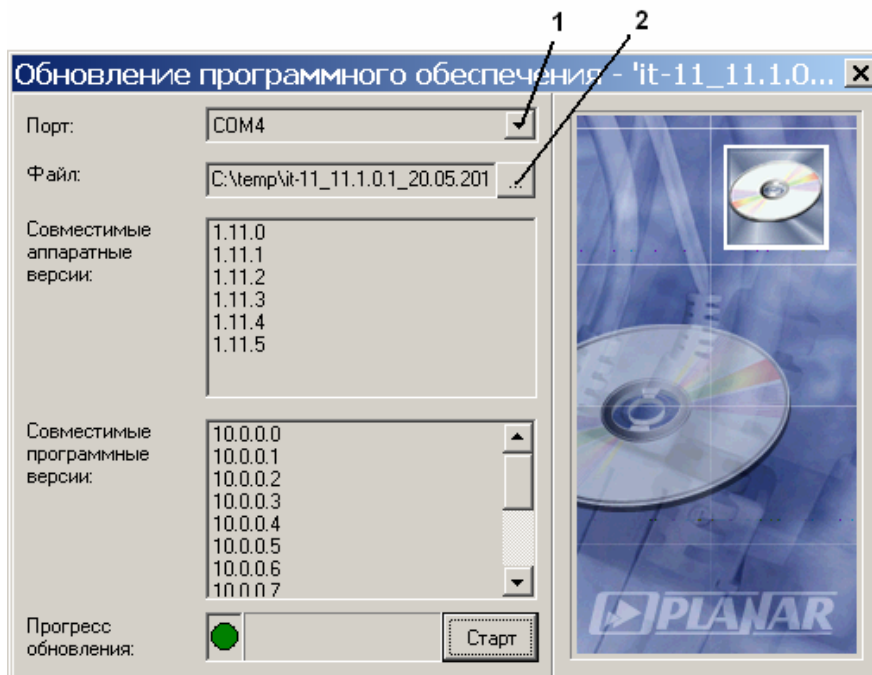 1 2
Обновление программного обеспечения - 'it-11_11.1.0...
Порт:
COM4
Файл:
C:\temp\it-11_11.1.0.1_20.05.201
...
Совместимые
аппаратные
версии:
1.11.0
1.11.1
1.11.2
1.11.3
1.11.4
1.11.5
Совместимые
программные
версии:
10.0.0.0
10.0.0.1
10.0.0.2
10.0.0.3
10.0.0.4
10.0.0.5
10.0.0.6
10.0.0.7
Прогресс
обновления:
Старт
PLANAR